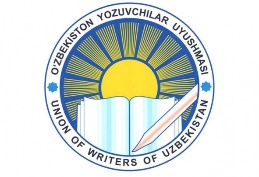 O'ZBEKISTON YOZUVCHILAR UYUSHMASI
UNION OF WRITERS OF UZBEKISTAN